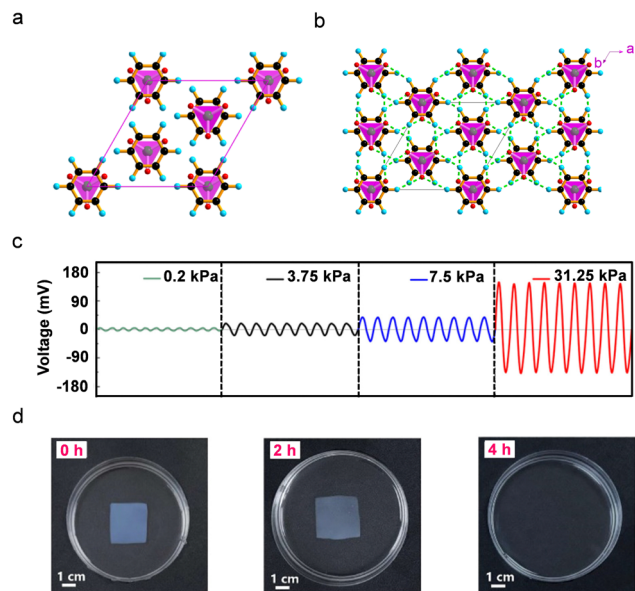 a
b
b a
c
Voltage (mV)
180
90
0
-90
-180
0.2 kPa
3.75 kPa
7.5 kPa
31.25 kPa
d
0 h
1 cm
2 h
1 cm
4 h
1 cm